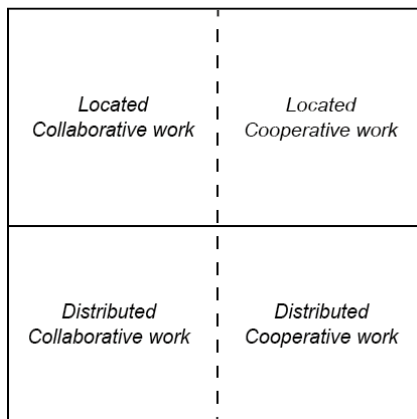 Located
Collaborative work
Located
Cooperative work
Distributed
Collaborative work
Distributed
Cooperative work